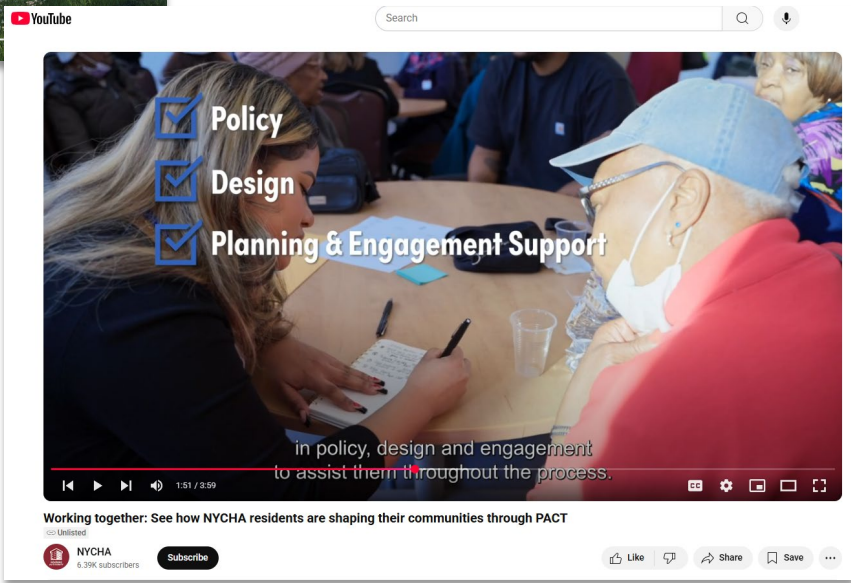 YouTube
Search
Policy
Design
Planning & Engagement Support
in policy, design and engagement
to assist them throughout the process.
1:51 / 3:59
CC
Working together: See how NYCHA residents are shaping their communities through PACT
Unlisted
NYCHA
6.39K subscribers
Subscribe
Like
Share
Save